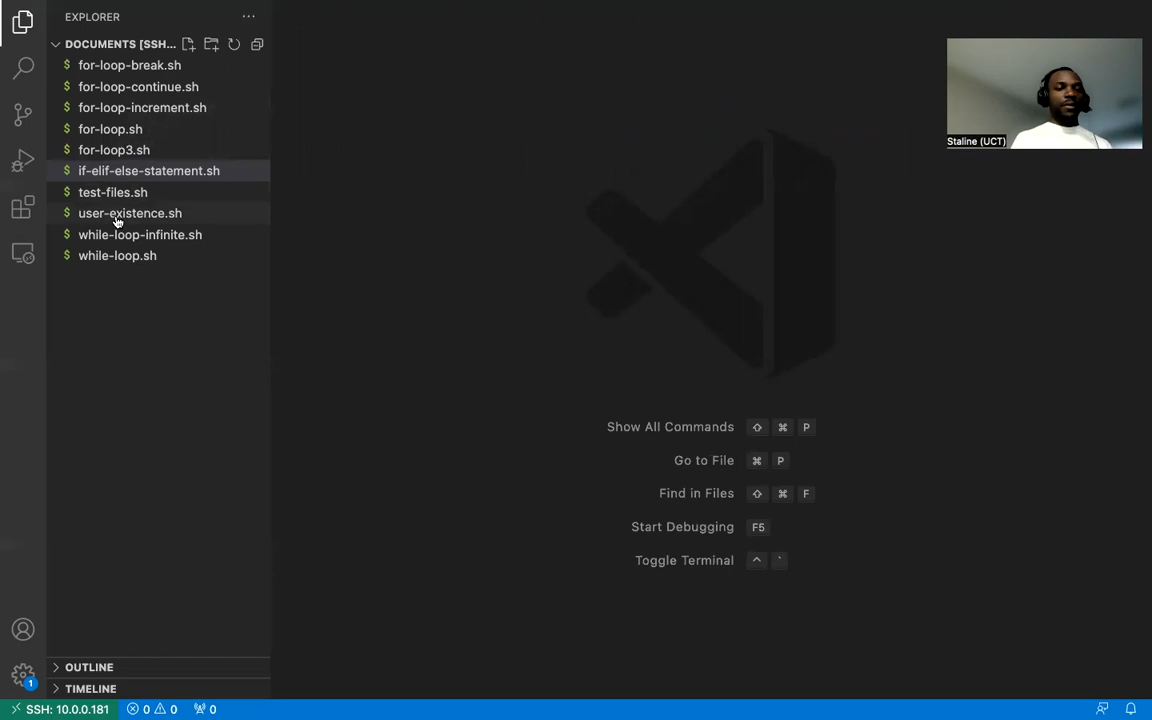 EXPLORER
DOCUMENTS [SSH...
$ for-loop-break.sh
$ for-loop-continue.sh
$ for-loop-increment.sh
$ for-loop.sh
$ for-loop3.sh
$ if-elif-else-statement.sh
$ test-files.sh
$ user-existence.sh
$ while-loop-infinite.sh
$ while-loop.sh
Staline (UCT)
Show All Commands ⇧ ⌘ P
Go to File ⌘ P
Find in Files ⇧ ⌘ F
Start Debugging F5
Toggle Terminal ^ `
OUTLINE
TIMELINE
1
SSH: 10.0.0.181 0 0 0